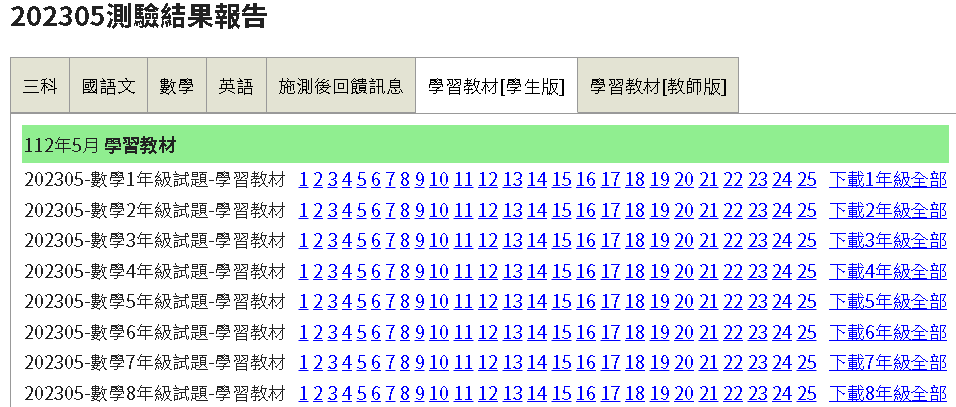 202305測驗結果報告
三科 國語文 數學 英語 施測後回饋訊息 學習教材[學生版] 學習教材[教師版]
112年5月 學習教材
202305-數學1年級試題-學習教材 1 2 3 4 5 6 7 8 9 10 11 12 13 14 15 16 17 18 19 20 21 22 23 24 25 下載1年級全部
202305-數學2年級試題-學習教材 1 2 3 4 5 6 7 8 9 10 11 12 13 14 15 16 17 18 19 20 21 22 23 24 25 下載2年級全部
202305-數學3年級試題-學習教材 1 2 3 4 5 6 7 8 9 10 11 12 13 14 15 16 17 18 19 20 21 22 23 24 25 下載3年級全部
202305-數學4年級試題-學習教材 1 2 3 4 5 6 7 8 9 10 11 12 13 14 15 16 17 18 19 20 21 22 23 24 25 下載4年級全部
202305-數學5年級試題-學習教材 1 2 3 4 5 6 7 8 9 10 11 12 13 14 15 16 17 18 19 20 21 22 23 24 25 下載5年級全部
202305-數學6年級試題-學習教材 1 2 3 4 5 6 7 8 9 10 11 12 13 14 15 16 17 18 19 20 21 22 23 24 25 下載6年級全部
202305-數學7年級試題-學習教材 1 2 3 4 5 6 7 8 9 10 11 12 13 14 15 16 17 18 19 20 21 22 23 24 25 下載7年級全部
202305-數學8年級試題-學習教材 1 2 3 4 5 6 7 8 9 10 11 12 13 14 15 16 17 18 19 20 21 22 23 24 25 下載8年級全部